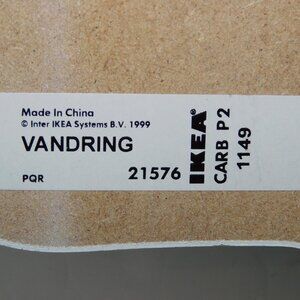 Made In China
© Inter IKEA Systems B.V. 1999
VANDRING
PQR
21576
IKEA
CARB P2
1149